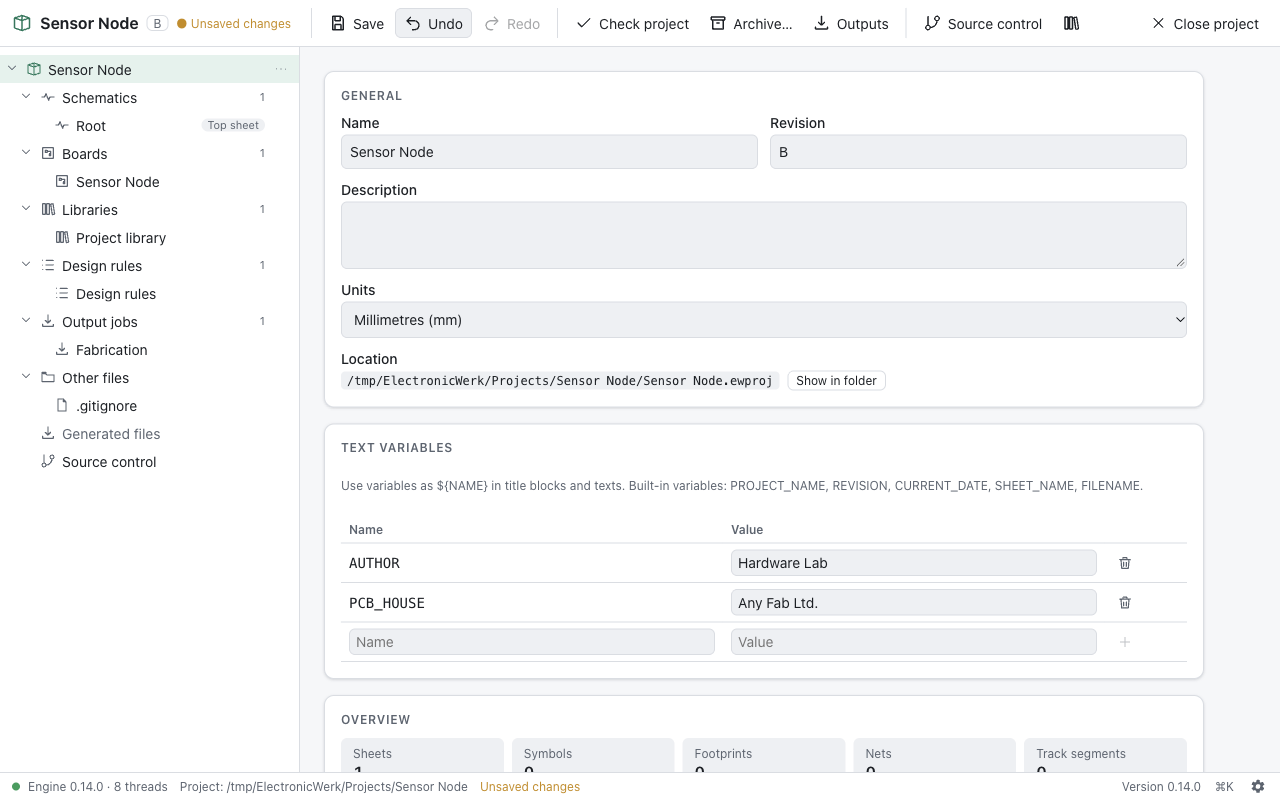 Sensor Node B Unsaved changes Save Undo Redo Check project Archive... Outputs Source control Close project
Sensor Node ...
Schematics 1
Root Top sheet
Boards 1
Sensor Node
Libraries 1
Project library
Design rules 1
Design rules
Output jobs 1
Fabrication
Other files
.gitignore
Generated files
Source control
GENERAL
Name Revision
Sensor Node B
Description
Units
Millimetres (mm)
Location
/tmp/ElectronicWerk/Projects/Sensor Node/Sensor Node.ewproj Show in folder
TEXT VARIABLES
Use variables as ${NAME} in title blocks and texts. Built-in variables: PROJECT_NAME, REVISION, CURRENT_DATE, SHEET_NAME, FILENAME.
Name Value
AUTHOR Hardware Lab
PCB_HOUSE Any Fab Ltd.
Name Value
OVERVIEW
Sheets Symbols Footprints Nets Track segments
Engine 0.14.0 · 8 threads Project: /tmp/ElectronicWerk/Projects/Sensor Node Unsaved changes Version 0.14.0 ⌘K